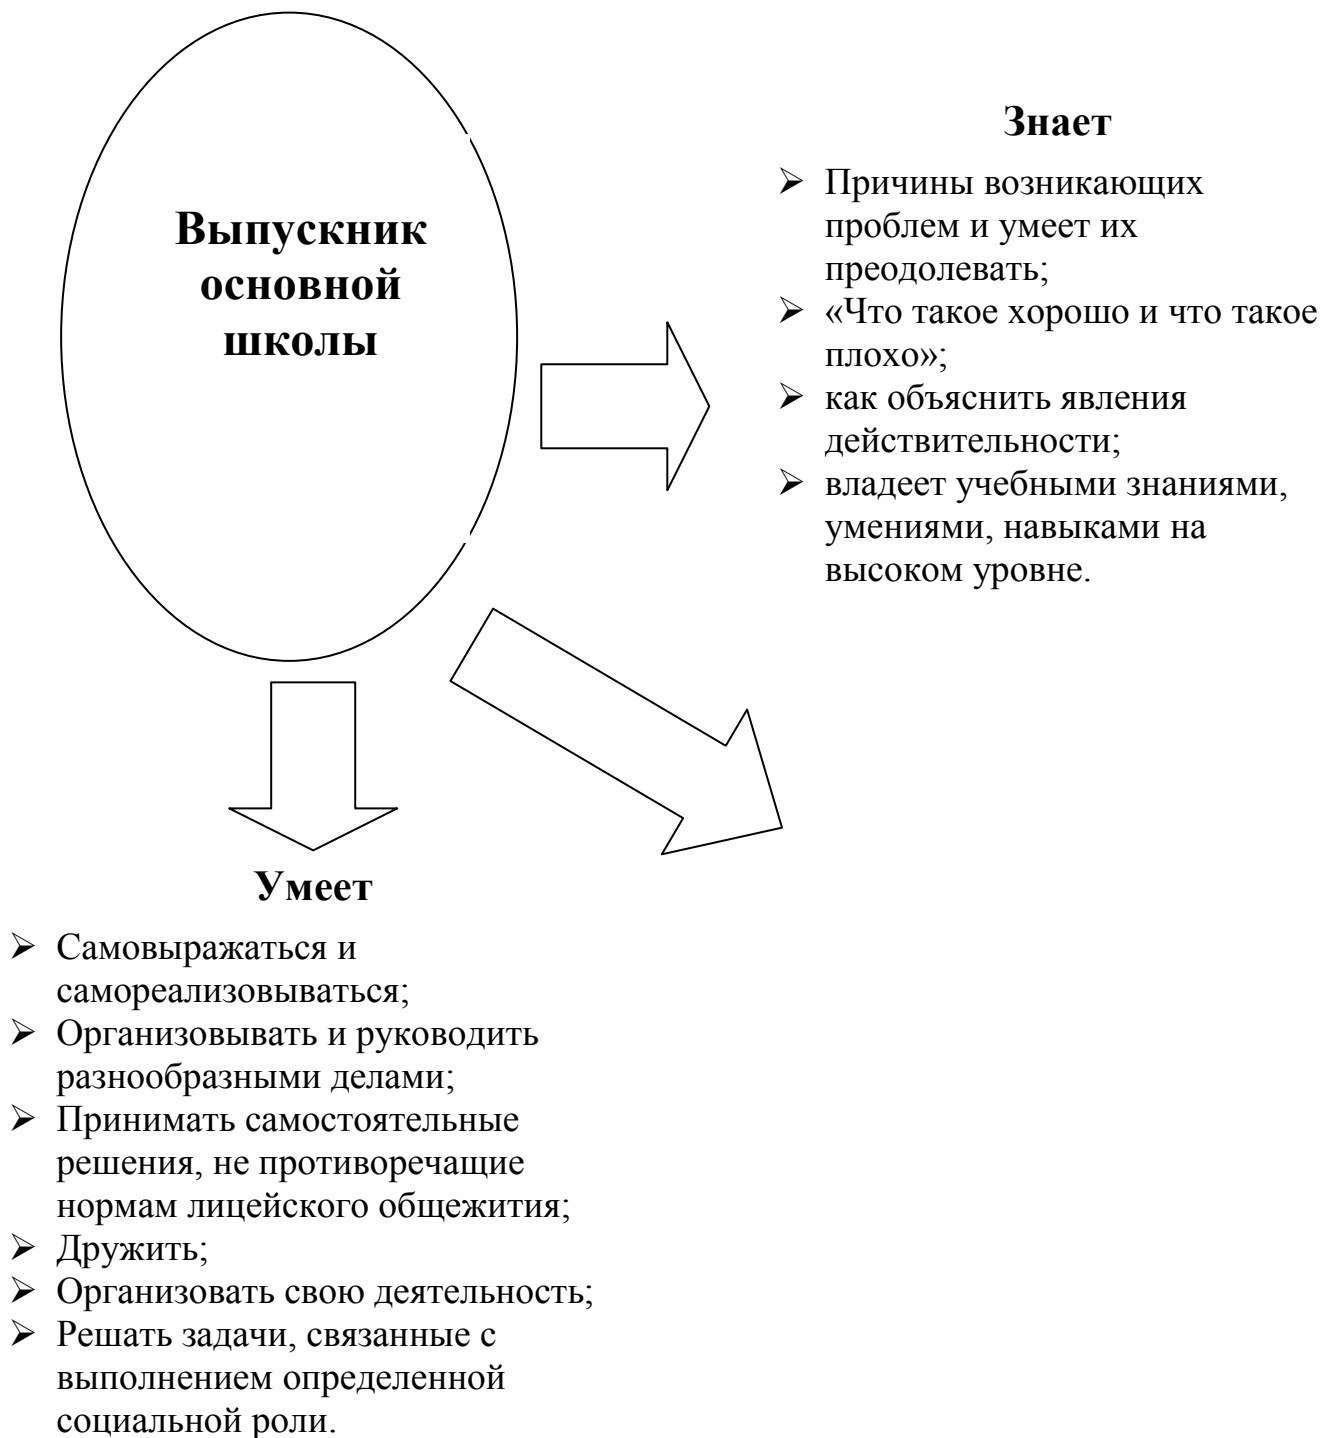 Выпускник
основной
школы
Знает
➢ Причины возникающих
проблем и умеет их
преодолевать;
➢ «Что такое хорошо и что такое
плохо»;
➢ как объяснить явления
действительности;
➢ владеет учебными знаниями,
умениями, навыками на
высоком уровне.
Умеет
➢ Самовыражаться и
самореализовываться;
➢ Организовывать и руководить
разнообразными делами;
➢ Принимать самостоятельные
решения, не противоречащие
нормам лицейского общежития;
➢ Дружить;
➢ Организовать свою деятельность;
➢ Решать задачи, связанные с
выполнением определенной
социальной роли.